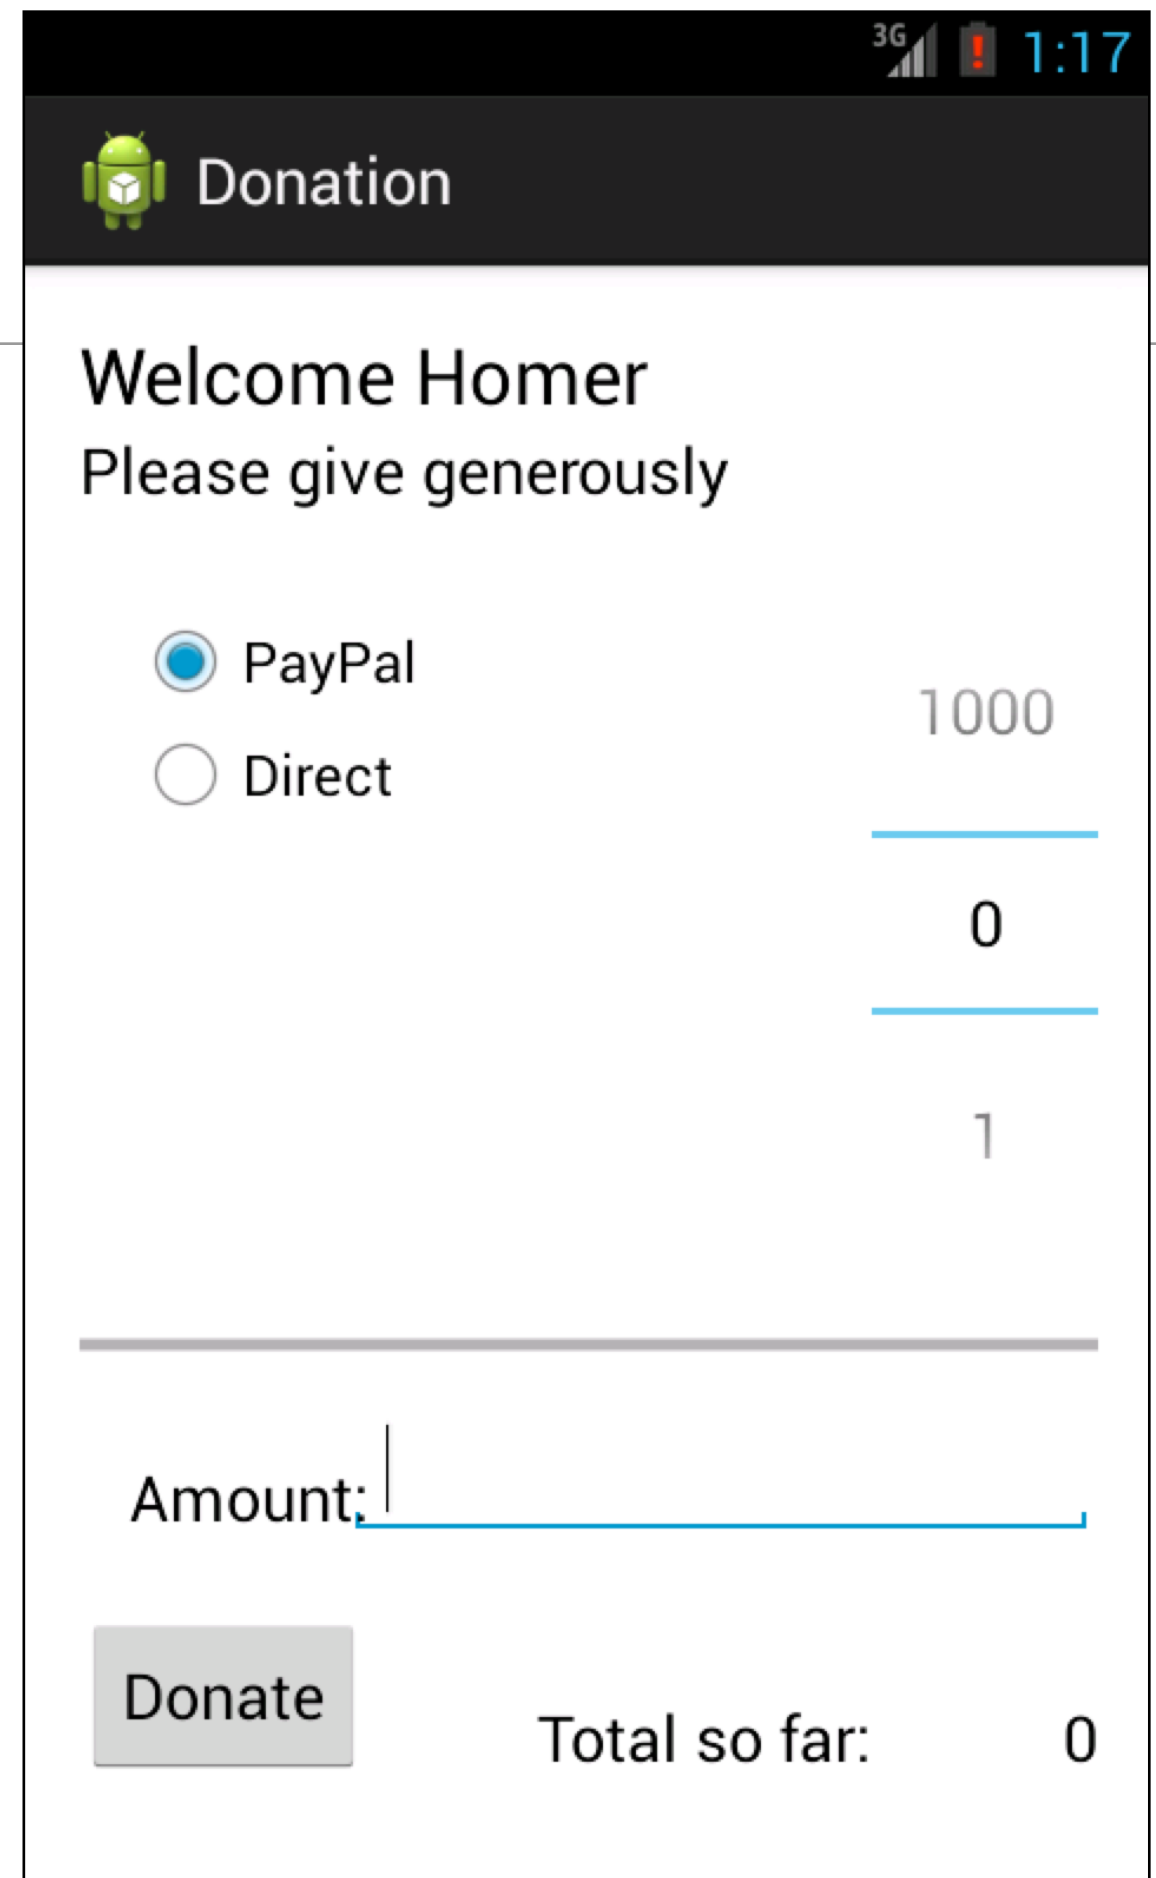 3G 1:17
Donation
Welcome Homer
Please give generously
PayPal
Direct
1000
0
1
Amount:
Donate
Total so far: 0